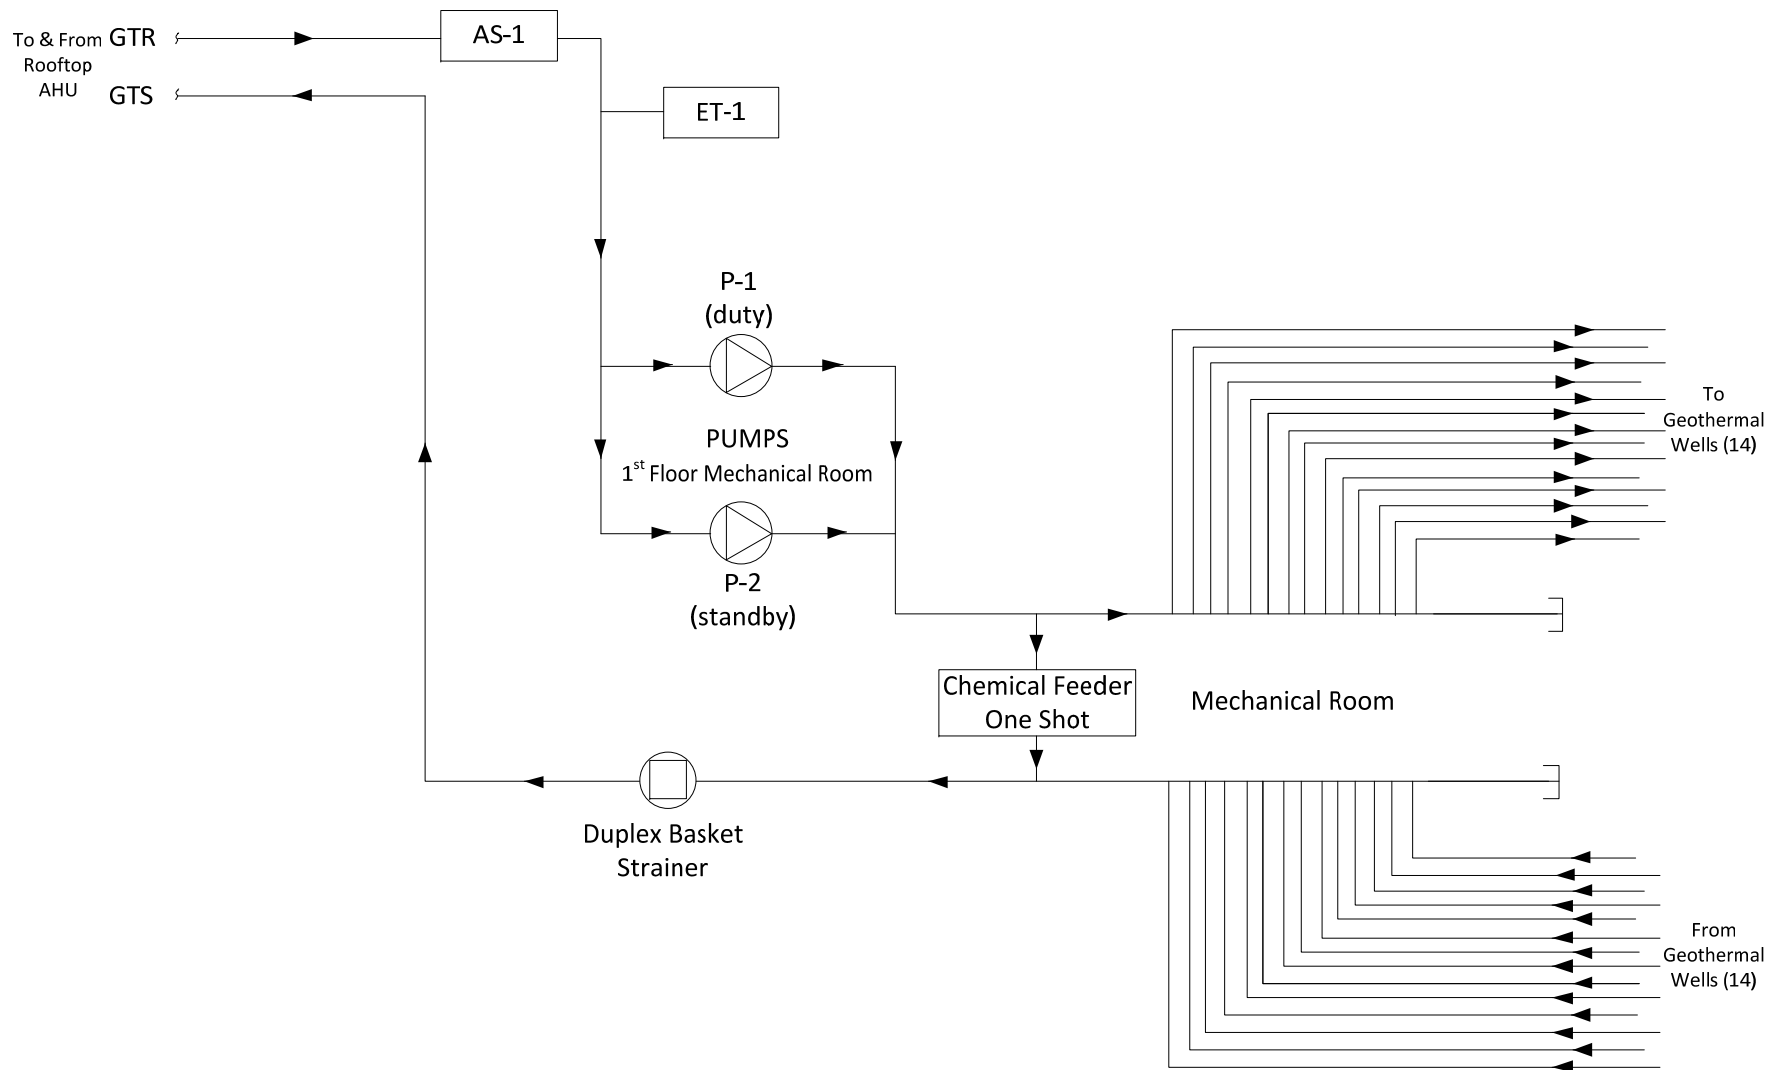 To & From
Rooftop
AHU
GTR
GTS
AS-1
ET-1
P-1
(duty)
PUMPS
1st Floor Mechanical Room
P-2
(standby)
To
Geothermal
Wells (14)
Chemical Feeder
One Shot
Mechanical Room
Duplex Basket
Strainer
From
Geothermal
Wells (14)